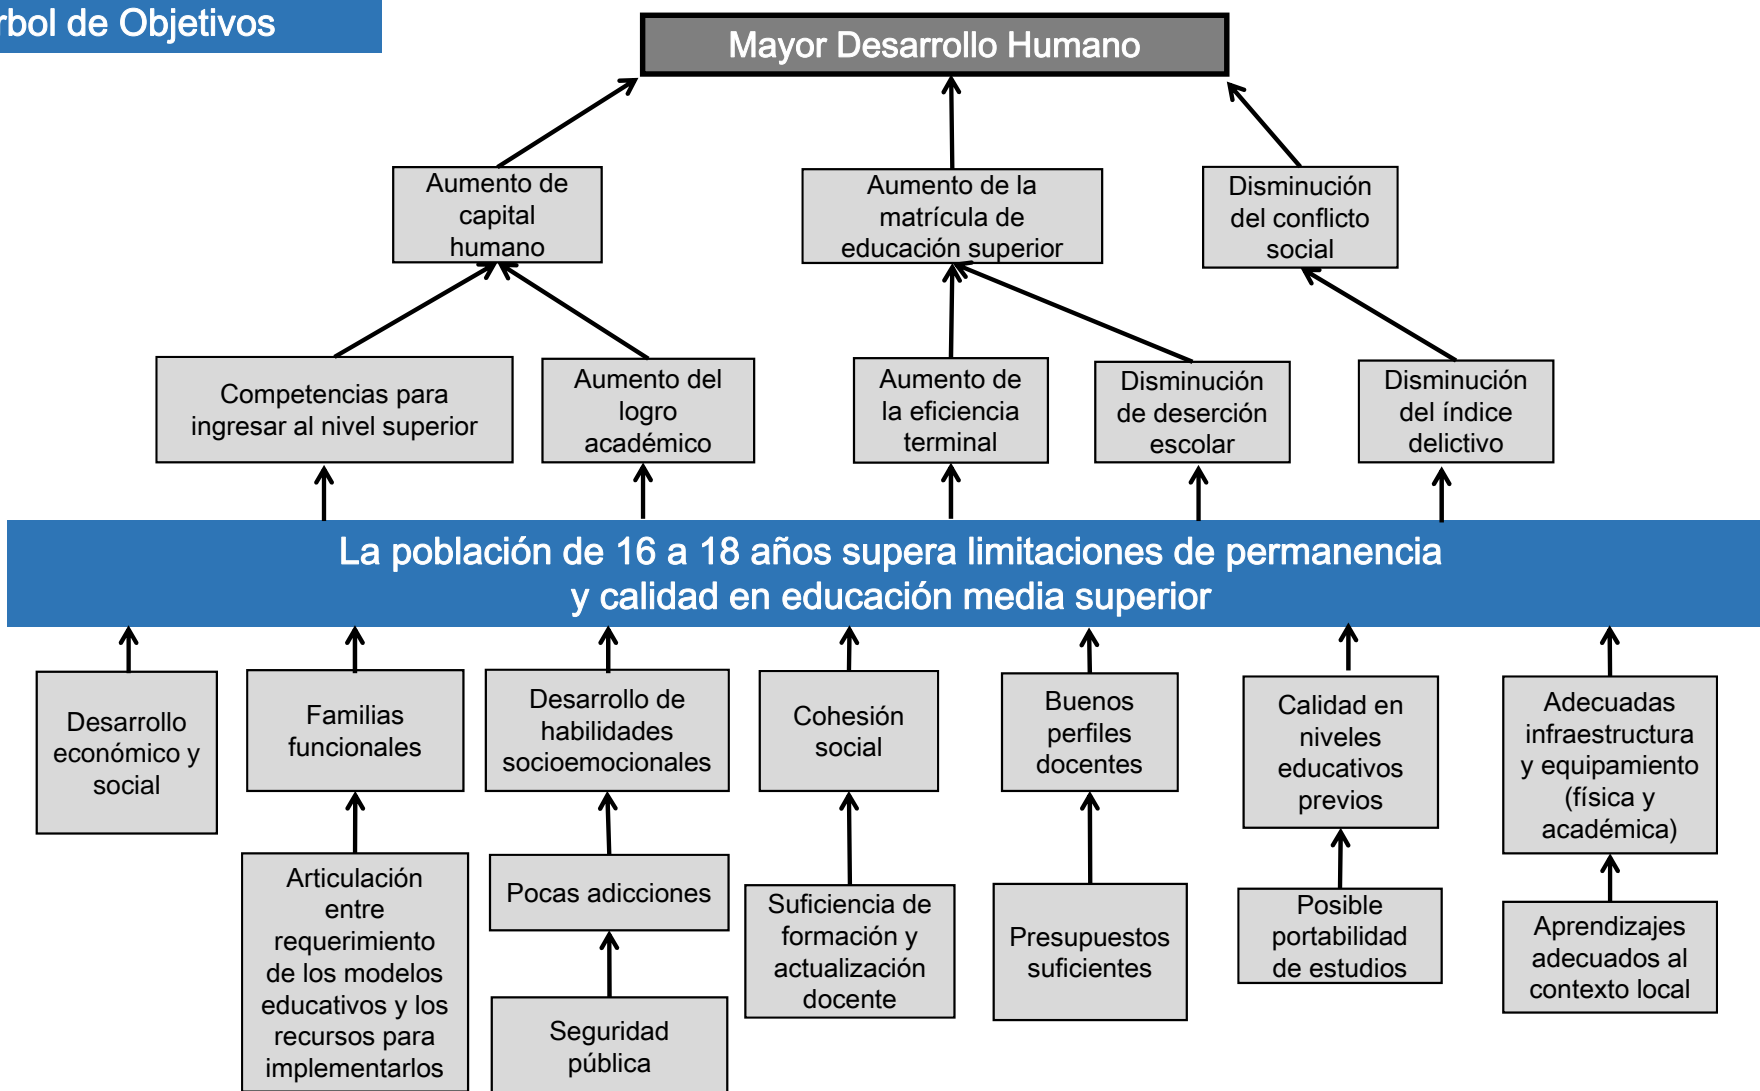 rbol de Objetivos
Mayor Desarrollo Humano
Aumento de
capital
humano
Aumento de la
matrícula de
educación superior
Disminución
del conflicto
social
Competencias para
ingresar al nivel superior
Aumento del
logro
académico
Aumento de
la eficiencia
terminal
Disminución
de deserción
escolar
Disminución
del índice
delictivo
La población de 16 a 18 años supera limitaciones de permanencia
y calidad en educación media superior
Desarrollo
económico y
social
Familias
funcionales
Desarrollo de
habilidades
socioemocionales
Cohesión
social
Buenos
perfiles
docentes
Calidad en
niveles
educativos
previos
Adecuadas
infraestructura
y equipamiento
(física y
académica)
Articulación
entre
requerimiento
de los modelos
educativos y los
recursos para
implementarlos
Pocas adicciones
Seguridad
pública
Suficiencia de
formación y
actualización
docente
Presupuestos
suficientes
Posible
portabilidad
de estudios
Aprendizajes
adecuados al
contexto local